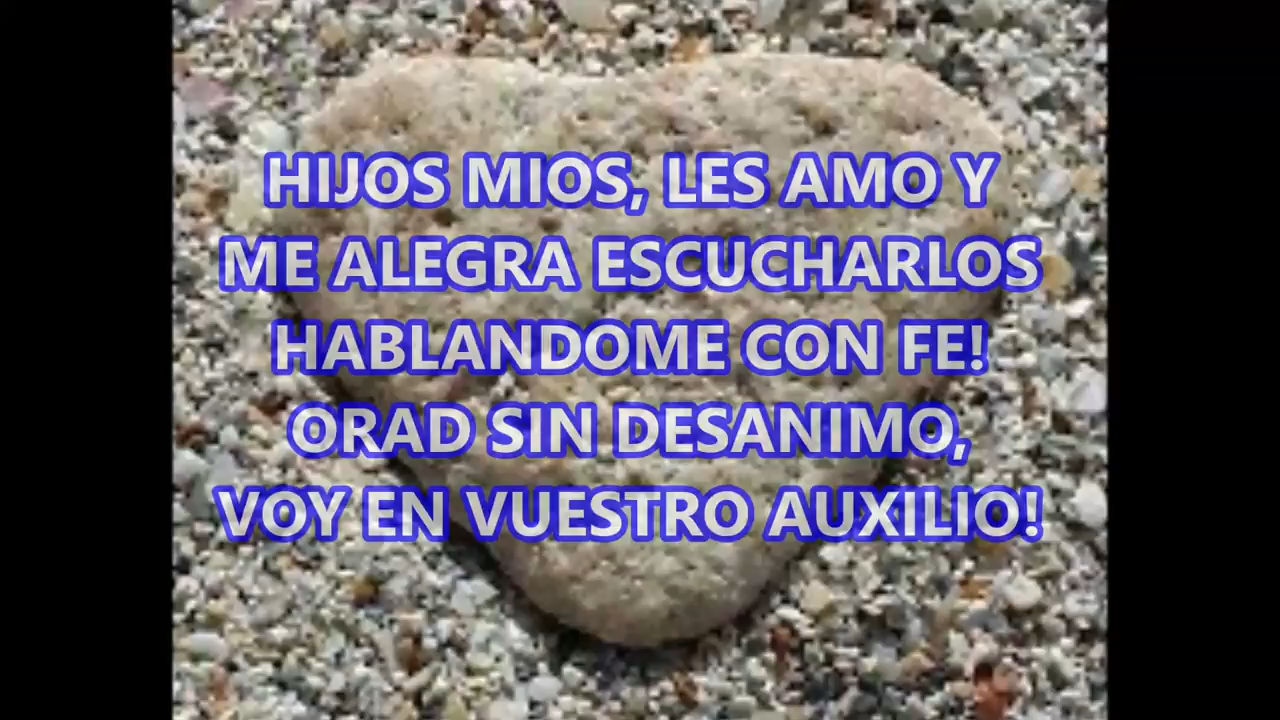 HIJOS MIOS, LES AMO Y
ME ALEGRA ESCUCHARLOS
HABLANDOME CON FE!
ORAD SIN DESANIMO,
VOY EN VUESTRO AUXILIO!